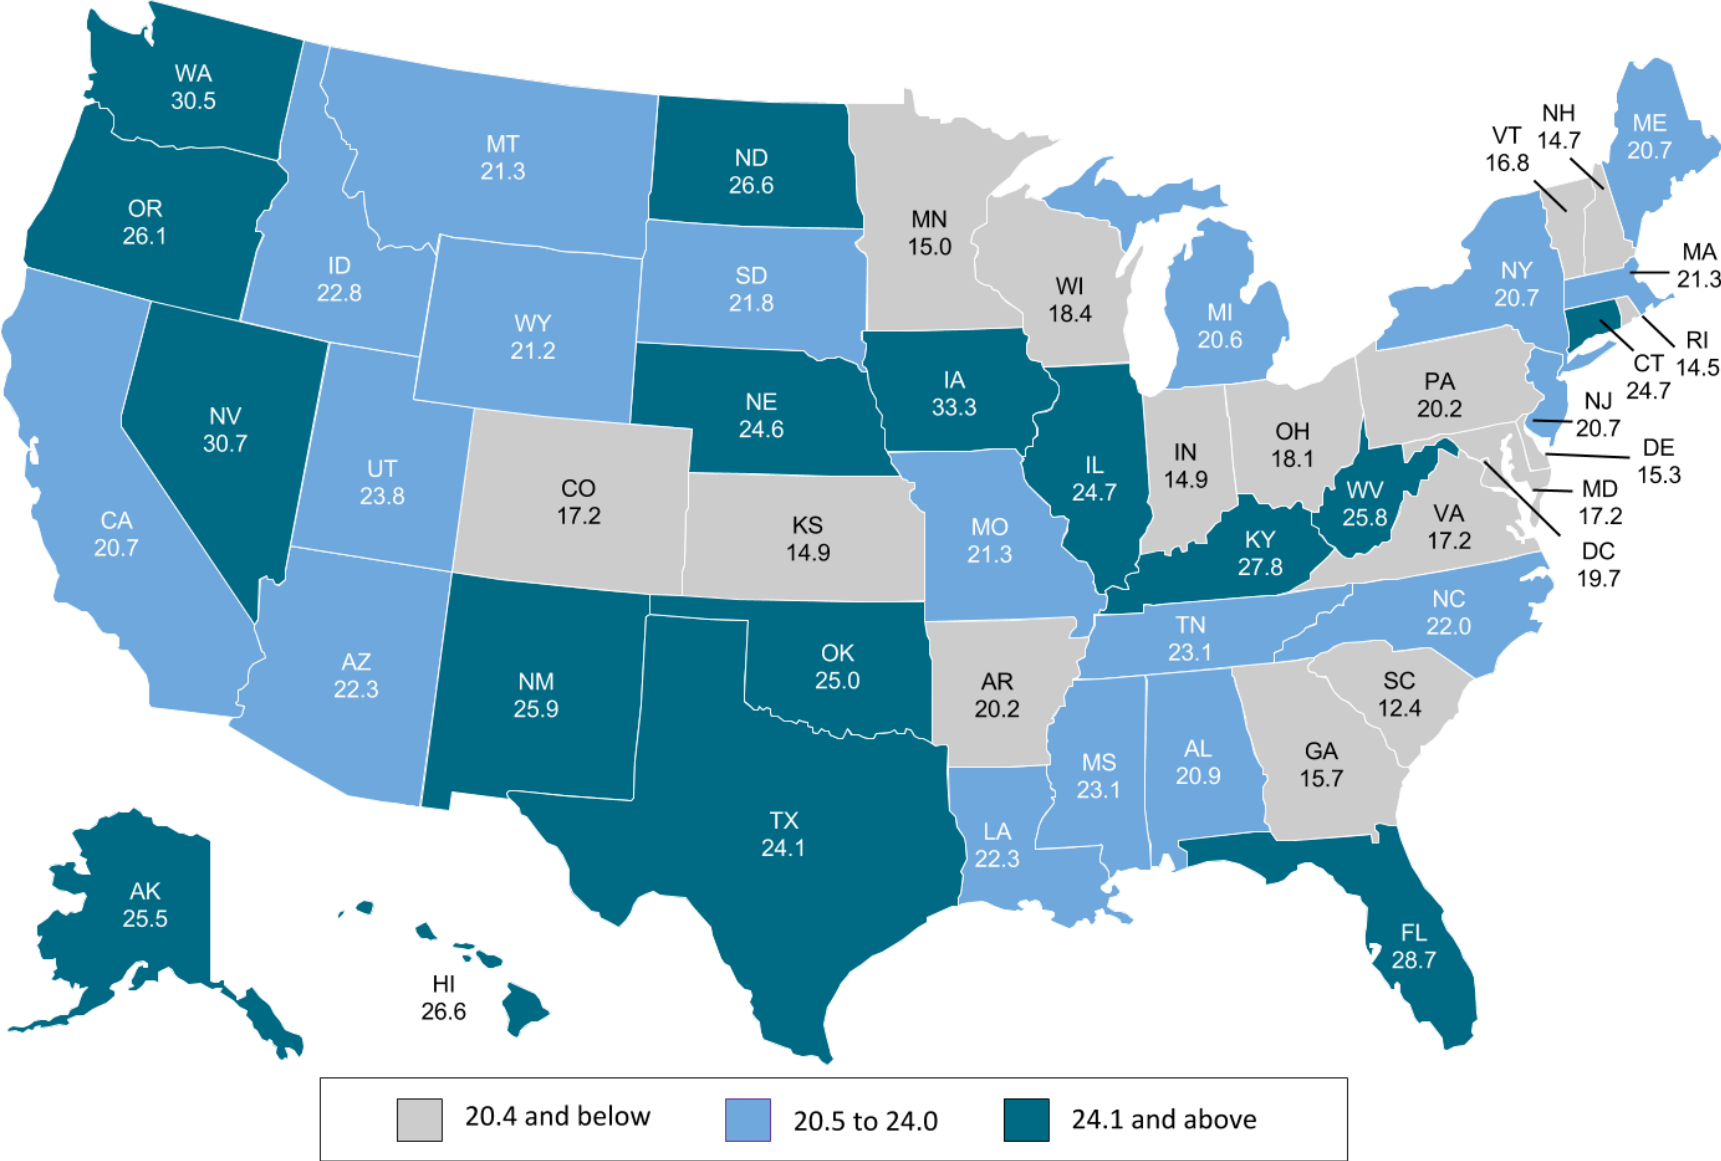 WA
30.5
OR
26.1
CA
20.7
NV
30.7
ID
22.8
MT
21.3
WY
21.2
UT
23.8
AZ
22.3
CO
17.2
NM
25.9
ND
26.6
SD
21.8
NE
24.6
KS
14.9
OK
25.0
TX
24.1
MN
15.0
IA
33.3
MO
21.3
AR
20.2
LA
22.3
WI
18.4
IL
24.7
MI
20.6
IN
14.9
OH
18.1
KY
27.8
TN
23.1
MS
23.1
AL
20.9
GA
15.7
FL
28.7
SC
12.4
NC
22.0
VA
17.2
WV
25.8
PA
20.2
NY
20.7
VT
16.8
NH
14.7
ME
20.7
MA
21.3
RI
14.5
CT
24.7
NJ
20.7
DE
15.3
MD
17.2
DC
19.7
AK
25.5
HI
26.6
20.4 and below
20.5 to 24.0
24.1 and above